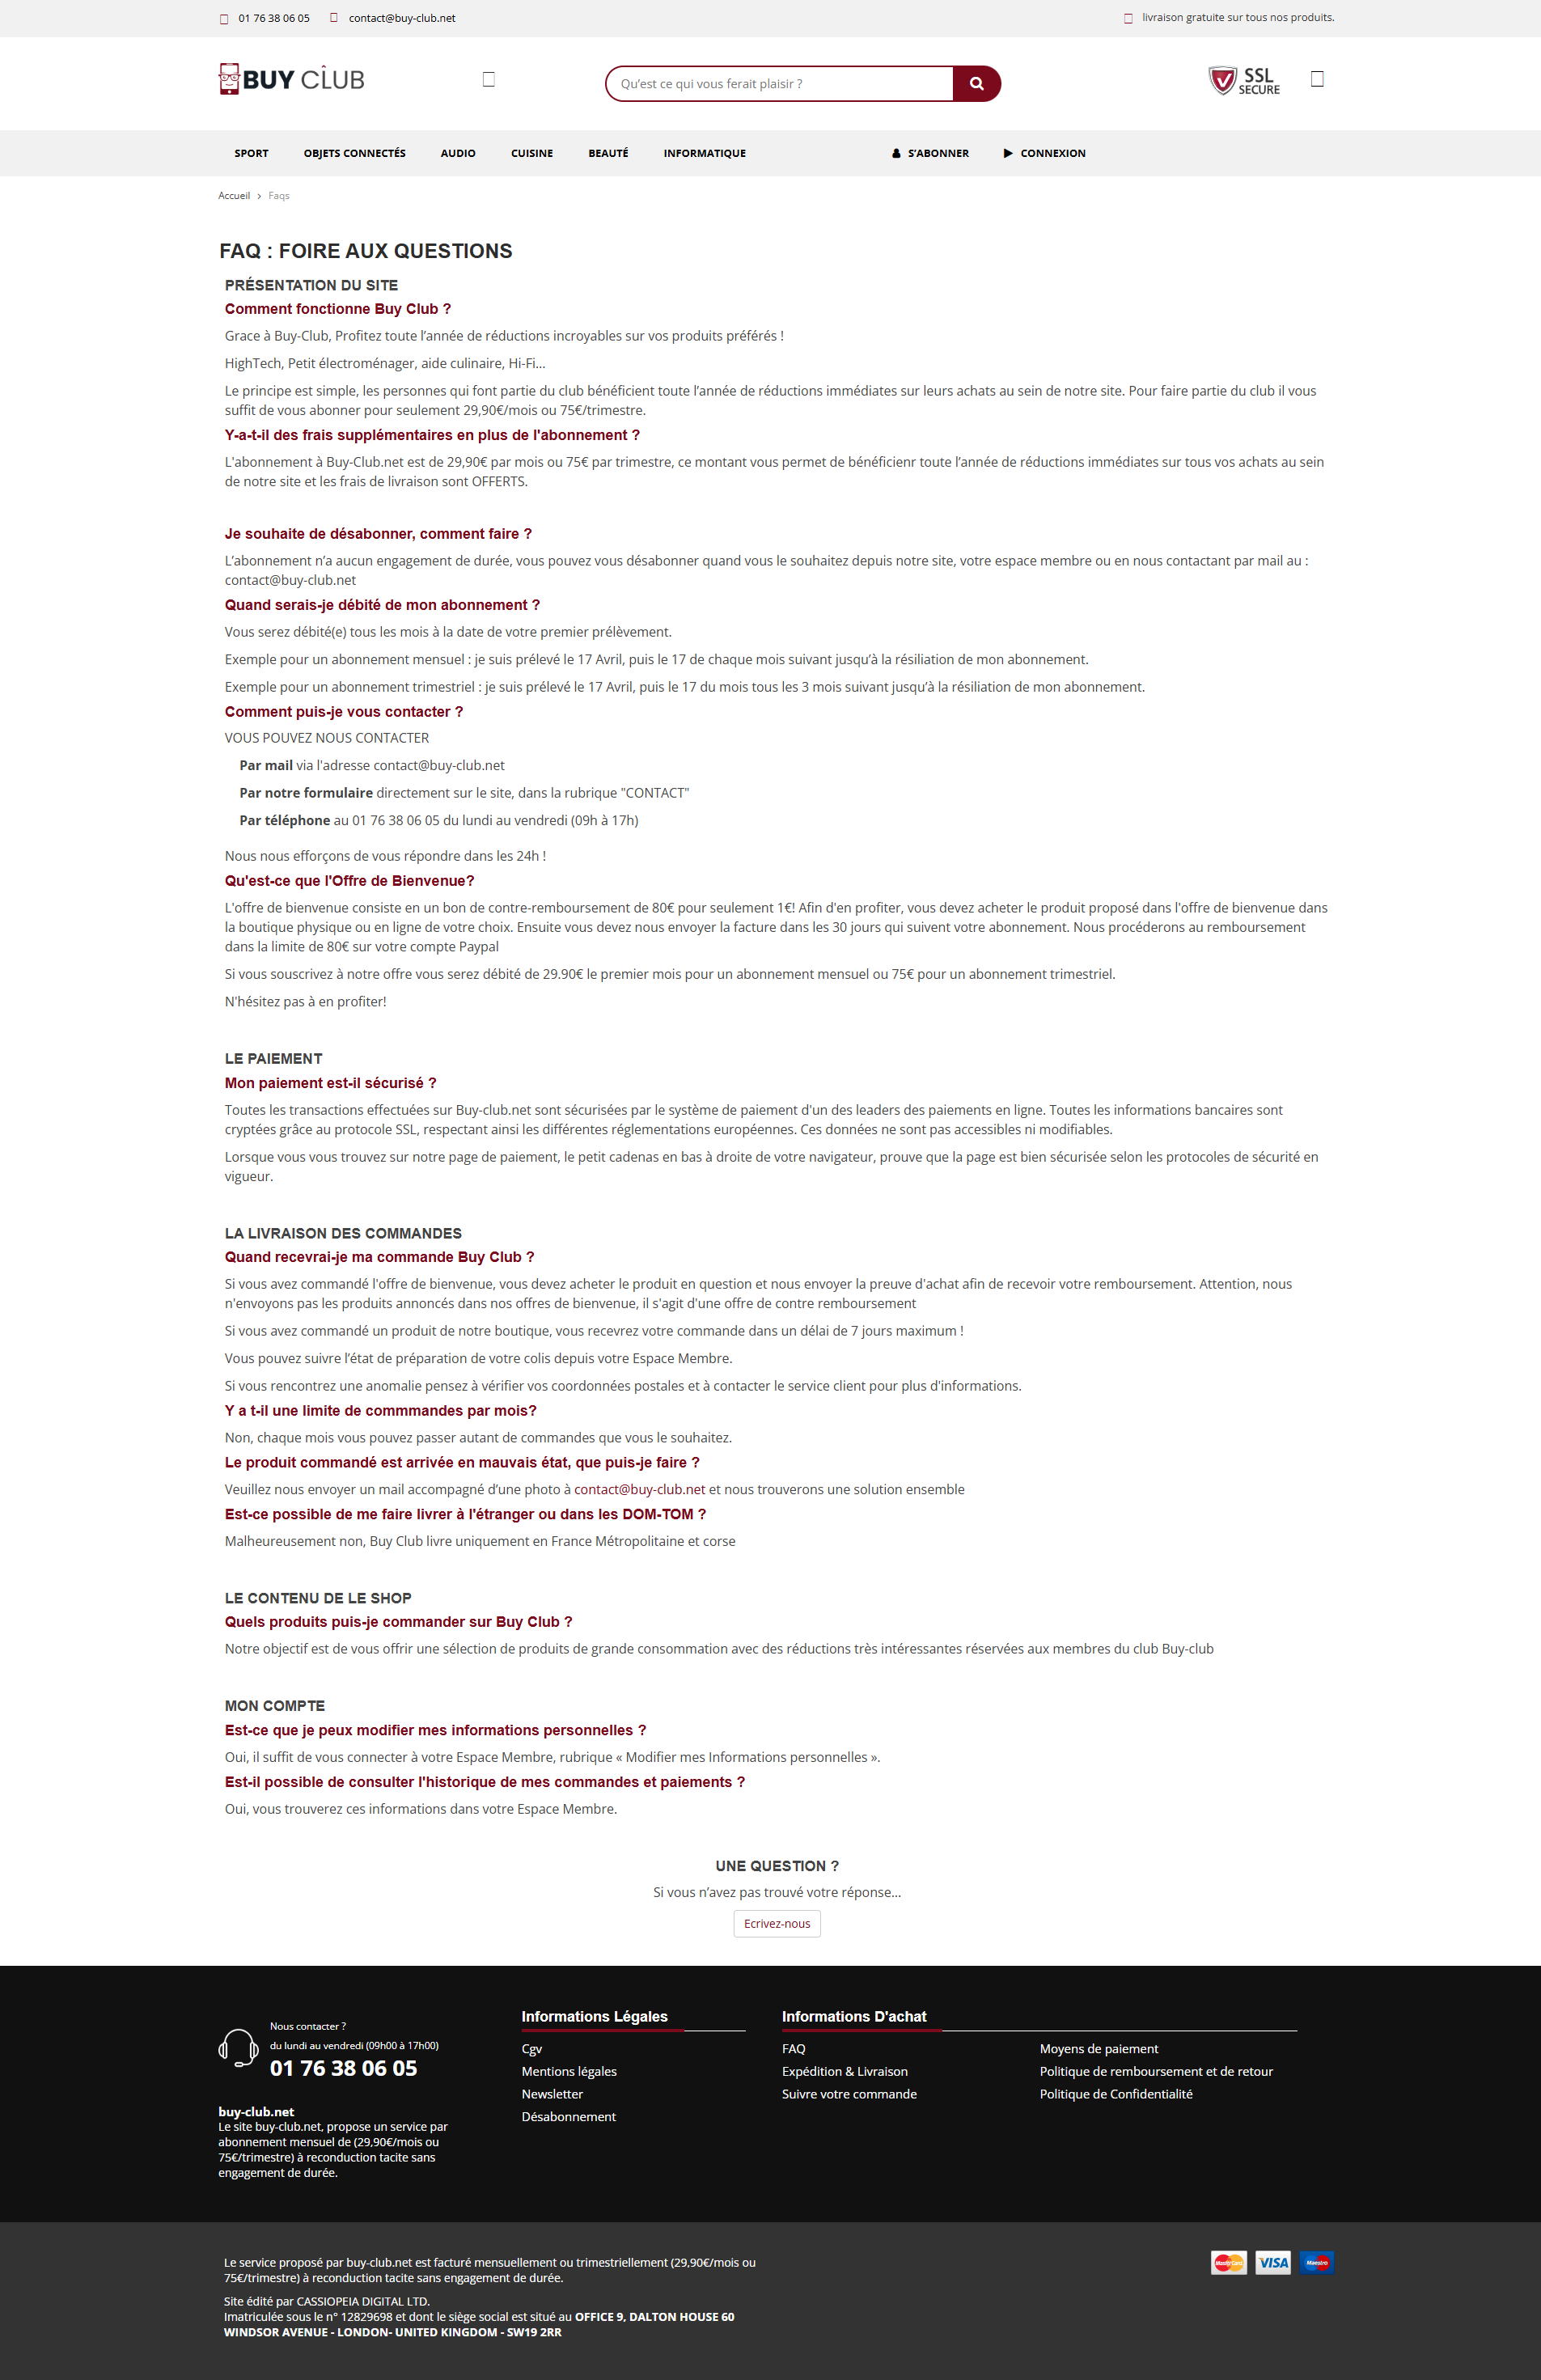 01 76 38 06 05 contact@buy-club.net livraison gratuite sur tous nos produits.
BUY CLUB
Qu’est ce qui vous ferait plaisir ?
SSL
SECURE
SPORT OBJETS CONNECTÉS AUDIO CUISINE BEAUTÉ INFORMATIQUE S’ABONNER CONNEXION
Accueil > Faqs
FAQ : FOIRE AUX QUESTIONS
PRÉSENTATION DU SITE
Comment fonctionne Buy Club ?
Grace à Buy-Club, Profitez toute l’année de réductions incroyables sur vos produits préférés !
HighTech, Petit électroménager, aide culinaire, Hi-Fi...
Le principe est simple, les personnes qui font partie du club bénéficient toute l’année de réductions immédiates sur leurs achats au sein de notre site. Pour faire partie du club il vous
suffit de vous abonner pour seulement 29,90€/mois ou 75€/trimestre.
Y-a-t-il des frais supplémentaires en plus de l'abonnement ?
L'abonnement à Buy-Club.net est de 29,90€ par mois ou 75€ par trimestre, ce montant vous permet de bénéficienr toute l’année de réductions immédiates sur tous vos achats au sein
de notre site et les frais de livraison sont OFFERTS.
Je souhaite de désabonner, comment faire ?
L’abonnement n’a aucun engagement de durée, vous pouvez vous désabonner quand vous le souhaitez depuis notre site, votre espace membre ou en nous contactant par mail au :
contact@buy-club.net
Quand serais-je débité de mon abonnement ?
Vous serez débité(e) tous les mois à la date de votre premier prélèvement.
Exemple pour un abonnement mensuel : je suis prélevé le 17 Avril, puis le 17 de chaque mois suivant jusqu’à la résiliation de mon abonnement.
Exemple pour un abonnement trimestriel : je suis prélevé le 17 Avril, puis le 17 du mois tous les 3 mois suivant jusqu’à la résiliation de mon abonnement.
Comment puis-je vous contacter ?
VOUS POUVEZ NOUS CONTACTER
Par mail via l'adresse contact@buy-club.net
Par notre formulaire directement sur le site, dans la rubrique "CONTACT"
Par téléphone au 01 76 38 06 05 du lundi au vendredi (09h à 17h)
Nous nous efforçons de vous répondre dans les 24h !
Qu'est-ce que l'Offre de Bienvenue?
L'offre de bienvenue consiste en un bon de contre-remboursement de 80€ pour seulement 1€! Afin d'en profiter, vous devez acheter le produit proposé dans l'offre de bienvenue dans
la boutique physique ou en ligne de votre choix. Ensuite vous devez nous envoyer la facture dans les 30 jours qui suivent votre abonnement. Nous procéderons au remboursement
dans la limite de 80€ sur votre compte Paypal
Si vous souscrivez à notre offre vous serez débité de 29.90€ le premier mois pour un abonnement mensuel ou 75€ pour un abonnement trimestriel.
N'hésitez pas à en profiter!
LE PAIEMENT
Mon paiement est-il sécurisé ?
Toutes les transactions effectuées sur Buy-club.net sont sécurisées par le système de paiement d'un des leaders des paiements en ligne. Toutes les informations bancaires sont
cryptées grâce au protocole SSL, respectant ainsi les différentes réglementations européennes. Ces données ne sont pas accessibles ni modifiables.
Lorsque vous vous trouvez sur notre page de paiement, le petit cadenas en bas à droite de votre navigateur, prouve que la page est bien sécurisée selon les protocoles de sécurité en
vigueur.
LA LIVRAISON DES COMMANDES
Quand recevrai-je ma commande Buy Club ?
Si vous avez commandé l'offre de bienvenue, vous devez acheter le produit en question et nous envoyer la preuve d'achat afin de recevoir votre remboursement. Attention, nous
n'envoyons pas les produits annoncés dans nos offres de bienvenue, il s'agit d'une offre de contre remboursement
Si vous avez commandé un produit de notre boutique, vous recevrez votre commande dans un délai de 7 jours maximum !
Vous pouvez suivre l’état de préparation de votre colis depuis votre Espace Membre.
Si vous rencontrez une anomalie pensez à vérifier vos coordonnées postales et à contacter le service client pour plus d'informations.
Y a t-il une limite de commmandes par mois?
Non, chaque mois vous pouvez passer autant de commandes que vous le souhaitez.
Le produit commandé est arrivée en mauvais état, que puis-je faire ?
Veuillez nous envoyer un mail accompagné d’une photo à contact@buy-club.net et nous trouverons une solution ensemble
Est-ce possible de me faire livrer à l'étranger ou dans les DOM-TOM ?
Malheureusement non, Buy Club livre uniquement en France Métropolitaine et corse
LE CONTENU DE LE SHOP
Quels produits puis-je commander sur Buy Club ?
Notre objectif est de vous offrir une sélection de produits de grande consommation avec des réductions très intéressantes réservées aux membres du club Buy-club
MON COMPTE
Est-ce que je peux modifier mes informations personnelles ?
Oui, il suffit de vous connecter à votre Espace Membre, rubrique « Modifier mes Informations personnelles ».
Est-il possible de consulter l'historique de mes commandes et paiements ?
Oui, vous trouverez ces informations dans votre Espace Membre.
UNE QUESTION ?
Si vous n’avez pas trouvé votre réponse...
Ecrivez-nous
Nous contacter ?
du lundi au vendredi (09h00 à 17h00)
01 76 38 06 05
buy-club.net
Le site buy-club.net, propose un service par
abonnement mensuel de (29,90€/mois ou
75€/trimestre) à reconduction tacite sans
engagement de durée.
Informations Légales
Cgv
Mentions légales
Newsletter
Désabonnement
Informations D'achat
FAQ
Expédition & Livraison
Suivre votre commande
Moyens de paiement
Politique de remboursement et de retour
Politique de Confidentialité
Le service proposé par buy-club.net est facturé mensuellement ou trimestriellement (29,90€/mois ou
75€/trimestre) à reconduction tacite sans engagement de durée.
Site édité par CASSIOPEIA DIGITAL LTD.
Imatriculée sous le n° 12829698 et dont le siège social est situé au OFFICE 9, DALTON HOUSE 60
WINDSOR AVENUE - LONDON- UNITED KINGDOM - SW19 2RR
MasterCard VISA Maestro